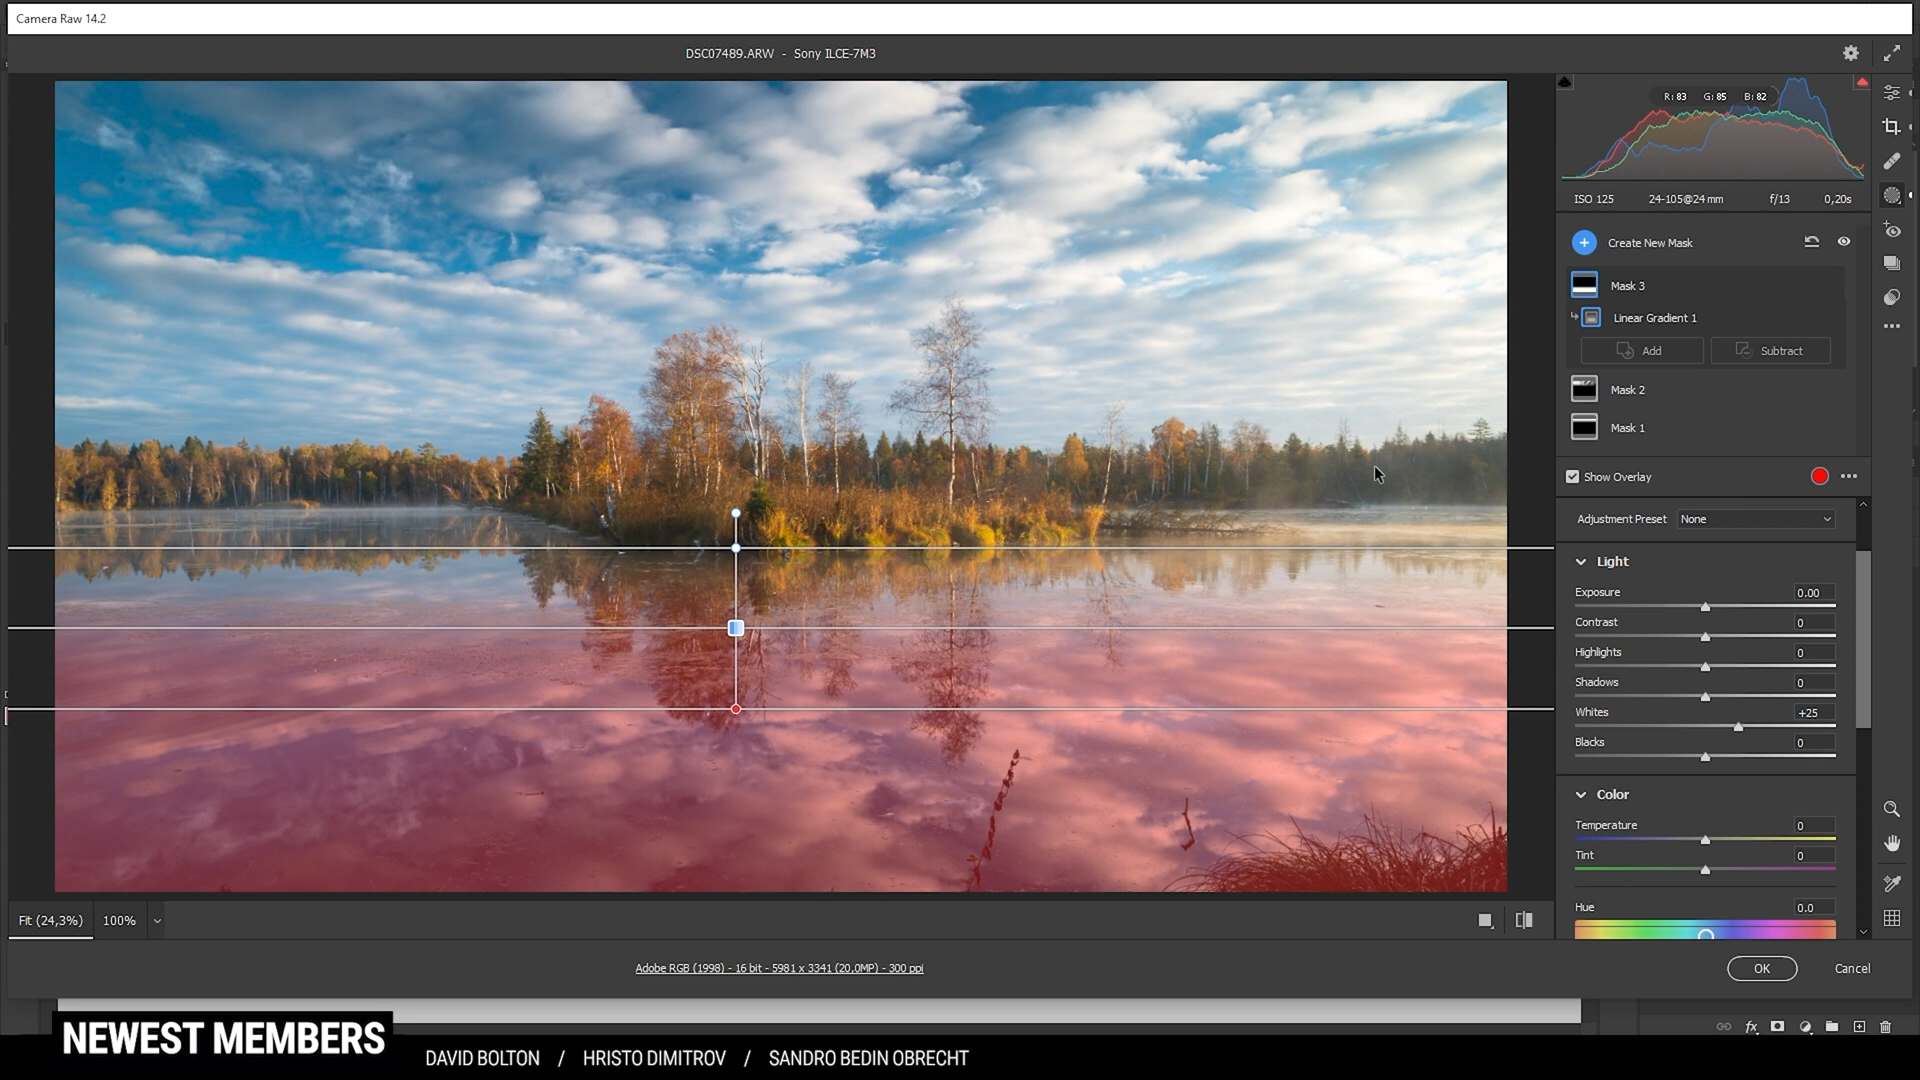 Camera Raw 14.2
DSC07489.ARW - Sony ILCE-7M3
R: 83 G: 85 B: 82
ISO 125 24-105@24 mm f/13 0,20s
Create New Mask
Mask 3
Linear Gradient 1
Add Subtract
Mask 2
Mask 1
Show Overlay
Adjustment Preset None
Light
Exposure 0.00
Contrast 0
Highlights 0
Shadows 0
Whites +25
Blacks 0
Color
Temperature 0
Tint 0
Hue 0.0
Fit (24,3%) 100%
Adobe RGB (1998) - 16 bit - 5981 x 3341 (20,0MP) - 300 ppi
OK Cancel
fx
NEWEST MEMBERS
DAVID BOLTON / HRISTO DIMITROV / SANDRO BEDIN OBRECHT